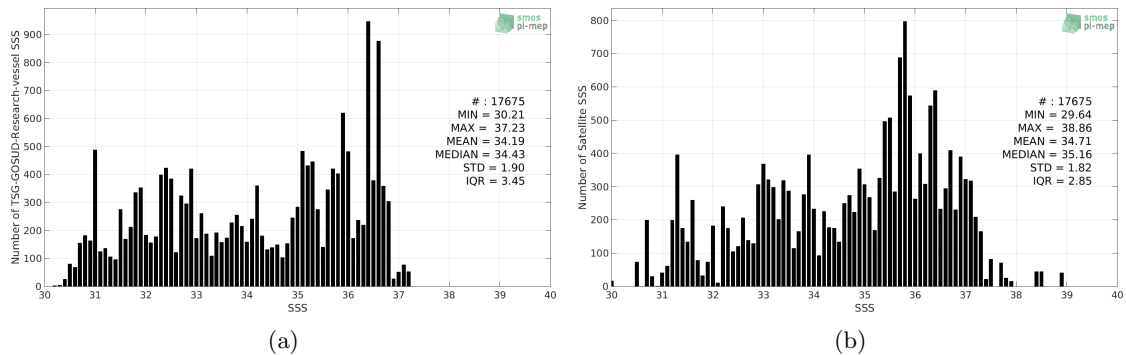 Number of TSG-GOSUD-Research-vessel SSS
900
800
700
600
500
400
300
200
100
0
30 31 32 33 34 35 36 37 38 39 40
SSS
smos
pi-mep
# : 17675
MIN = 30.21
MAX = 37.23
MEAN = 34.19
MEDIAN = 34.43
STD = 1.90
IQR = 3.45
(a)
Number of Satellite SSS
800
700
600
500
400
300
200
100
0
30 31 32 33 34 35 36 37 38 39 40
SSS
smos
pi-mep
# : 17675
MIN = 29.64
MAX = 38.86
MEAN = 34.71
MEDIAN = 35.16
STD = 1.82
IQR = 2.85
(b)